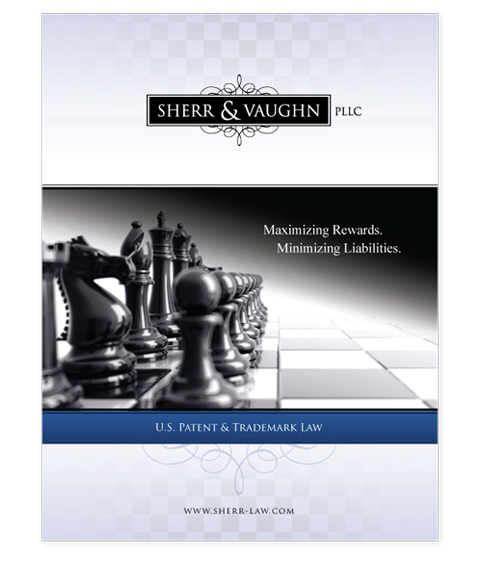 SHERR & VAUGHN PLLC
Maximizing Rewards.
Minimizing Liabilities.
U.S. PATENT & TRADEMARK LAW
WWW.SHERR-LAW.COM